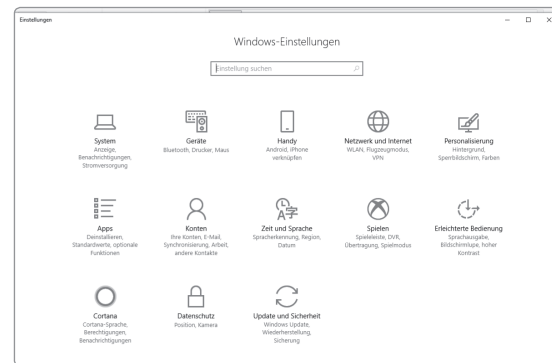 Einstellungen
Windows-Einstellungen
Einstellung suchen
System
Anzeige,
Benachrichtigungen,
Stromversorgung
Geräte
Bluetooth, Drucker, Maus
Handy
Android, iPhone
verknüpfen
Netzwerk und Internet
WLAN, Flugzeugmodus,
VPN
Personalisierung
Hintergrund,
Sperrbildschirm, Farben
Apps
Deinstallieren,
Standardwerte, optionale
Funktionen
Konten
Ihre Konten, E-Mail,
Synchronisierung, Arbeit,
andere Kontakte
Zeit und Sprache
Spracherkennung, Region,
Datum
Spielen
Spieleleiste, DVR,
Übertragung, Spielmodus
Erleichterte Bedienung
Sprachausgabe,
Bildschirmlupe, hoher
Kontrast
Cortana
Cortana-Sprache,
Berechtigungen,
Benachrichtigungen
Datenschutz
Position, Kamera
Update und Sicherheit
Windows Update,
Wiederherstellung,
Sicherung